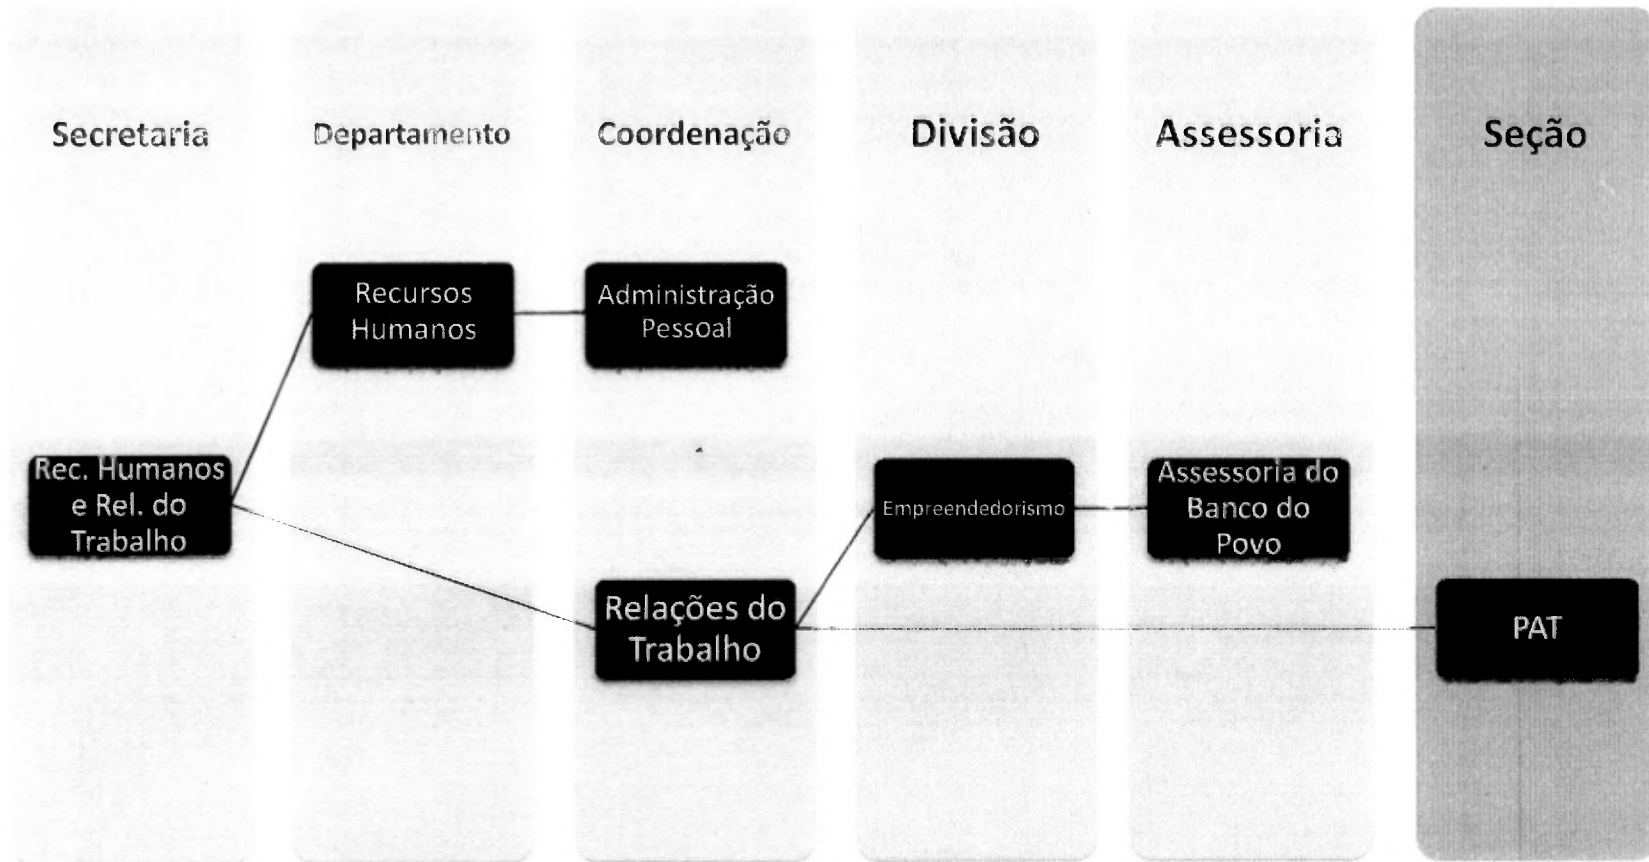 Secretaria
Departamento
Coordenação
Divisão
Assessoria
Seção
Recursos
Humanos
Administração
Pessoal
Rec. Humanos
e Rel. do
Trabalho
Empreendedorismo
Assessoria do
Banco do
Povo
Relações do
Trabalho
PAT